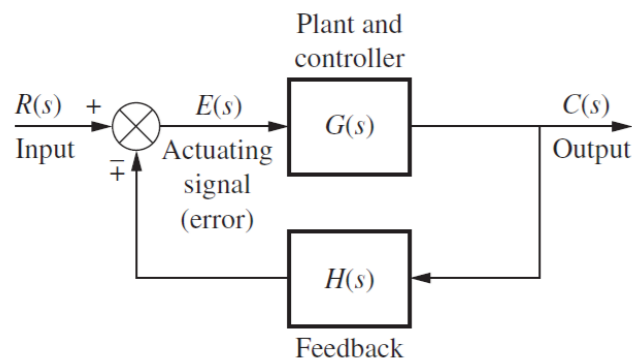 Plant and
controller
R(s) +
E(s)
G(s)
C(s)
Input
∓
Actuating
signal
(error)
Output
H(s)
Feedback